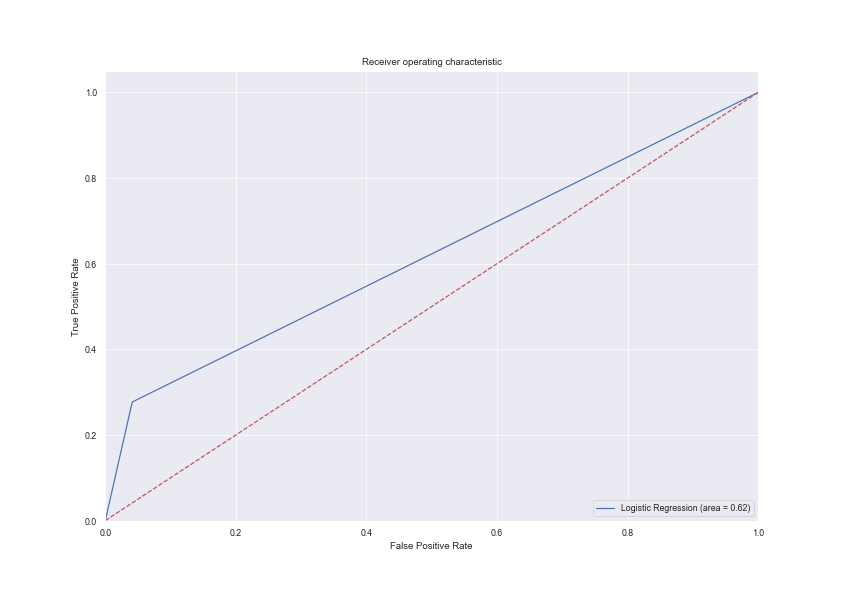 Receiver operating characteristic
1.0
0.8
0.6
0.4
0.2
0.0
True Positive Rate
Logistic Regression (area = 0.62)
0.0 0.2 0.4 0.6 0.8 1.0
False Positive Rate